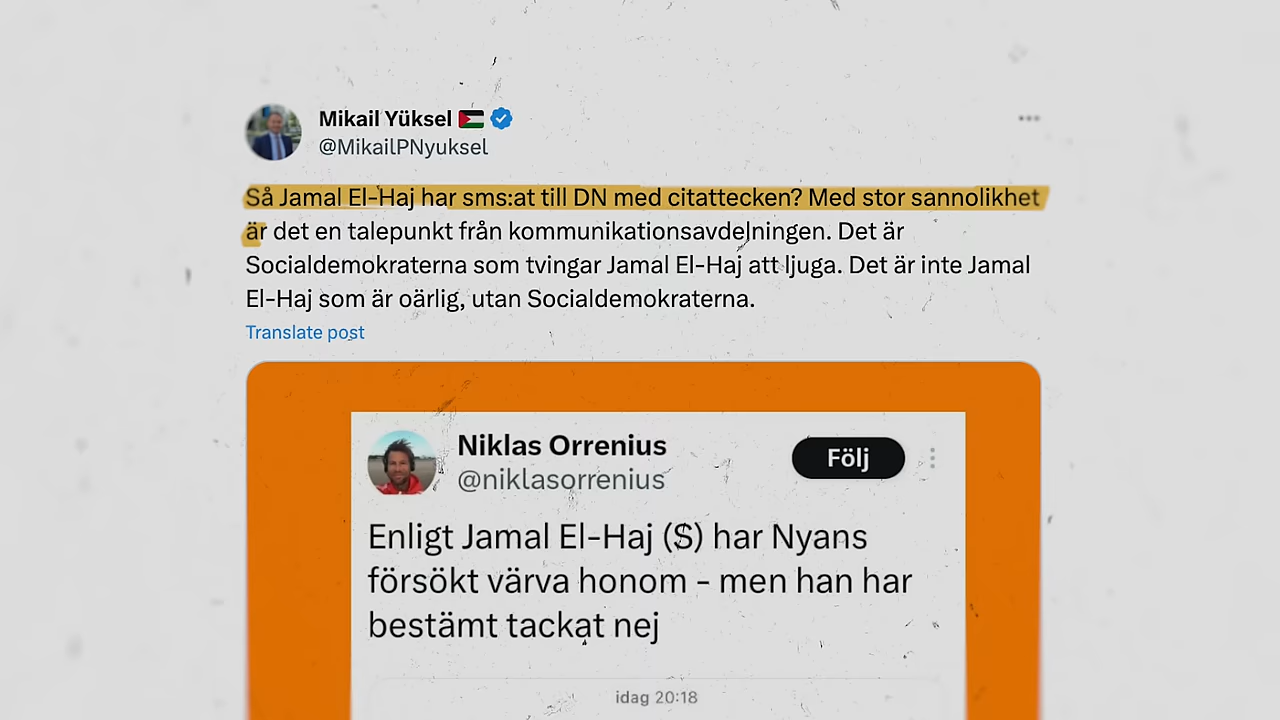 Mikail Yüksel 🇵🇸
@MikailPNyuksel
Så Jamal El-Haj har sms:at till DN med citattecken? Med stor sannolikhet
är det en talepunkt från kommunikationsavdelningen. Det är
Socialdemokraterna som tvingar Jamal El-Haj att ljuga. Det är inte Jamal
El-Haj som är oärlig, utan Socialdemokraterna.
Translate post
Niklas Orrenius
@niklasorrenius
Följ
Enligt Jamal El-Haj (S) har Nyans
försökt värva honom - men han har
bestämt tackat nej
idag 20:18